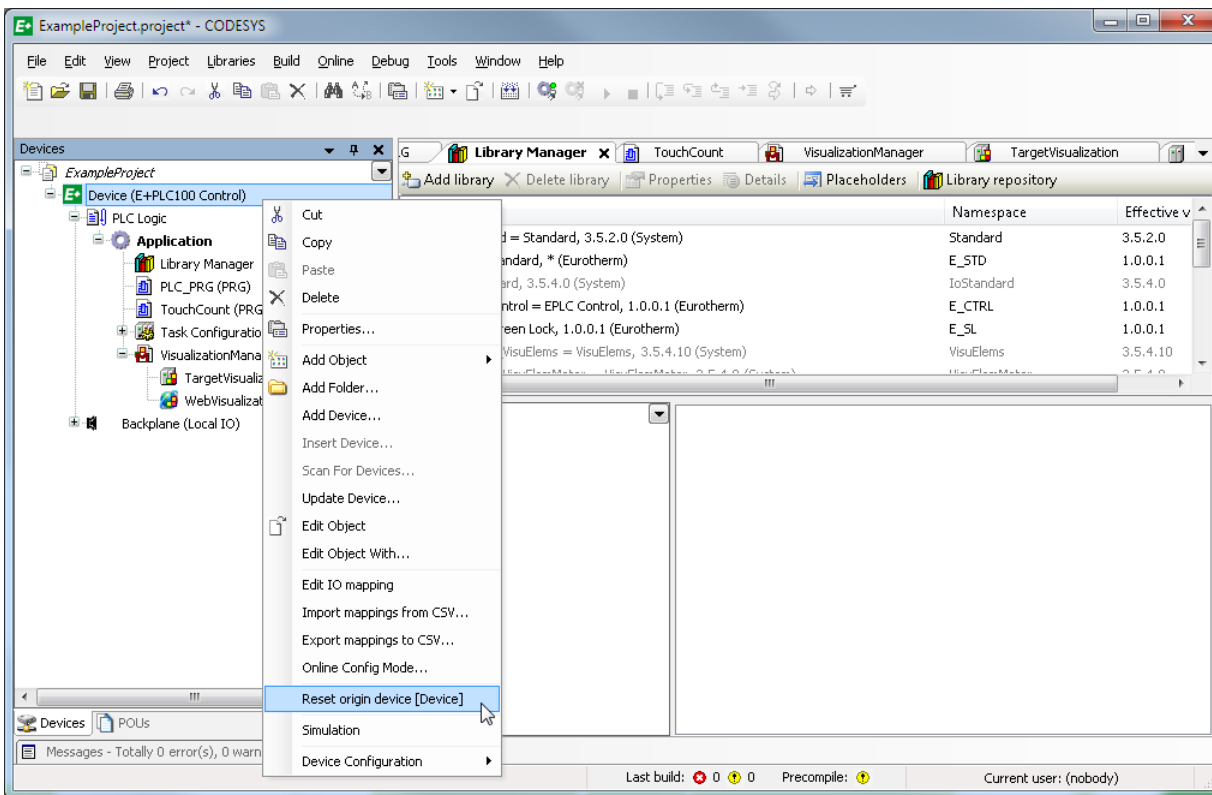 ExampleProject.project* - CODESYS
File Edit View Project Libraries Build Online Debug Tools Window Help
Devices
ExampleProject
Device (E+PLC100 Control)
PLC Logic
Application
Library Manager
PLC_PRG (PRG)
TouchCount (PRG
Task Configuratio
VisualizationMana
TargetVisualiz
WebVisualizat
Backplane (Local IO)
Devices POUs
Messages - Totally 0 error(s), 0 warn
Cut
Copy
Paste
Delete
Properties...
Add Object
Add Folder...
Add Device...
Insert Device...
Scan For Devices...
Update Device...
Edit Object
Edit Object With...
Edit IO mapping
Import mappings from CSV...
Export mappings to CSV...
Online Config Mode...
Reset origin device [Device]
Simulation
Device Configuration
.G Library Manager TouchCount VisualizationManager TargetVisualization
Add library Delete library Properties Details Placeholders Library repository
Namespace Effective v
d = Standard, 3.5.2.0 (System) Standard 3.5.2.0
andard, * (Eurotherm) E_STD 1.0.0.1
ard, 3.5.4.0 (System) IoStandard 3.5.4.0
ntrol = EPLC Control, 1.0.0.1 (Eurotherm) E_CTRL 1.0.0.1
reen Lock, 1.0.0.1 (Eurotherm) E_SL 1.0.0.1
VisuElems = VisuElems, 3.5.4.10 (System) VisuElems 3.5.4.10
Last build: 0 0 Precompile: Current user: (nobody)